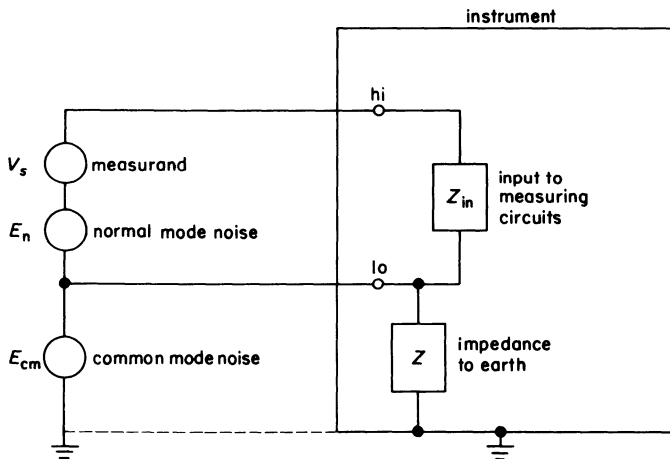 instrument
hi
V_s measurand
Z_in
input to
measuring
circuits
E_n normal mode noise
lo
E_cm common mode noise
Z
impedance
to earth